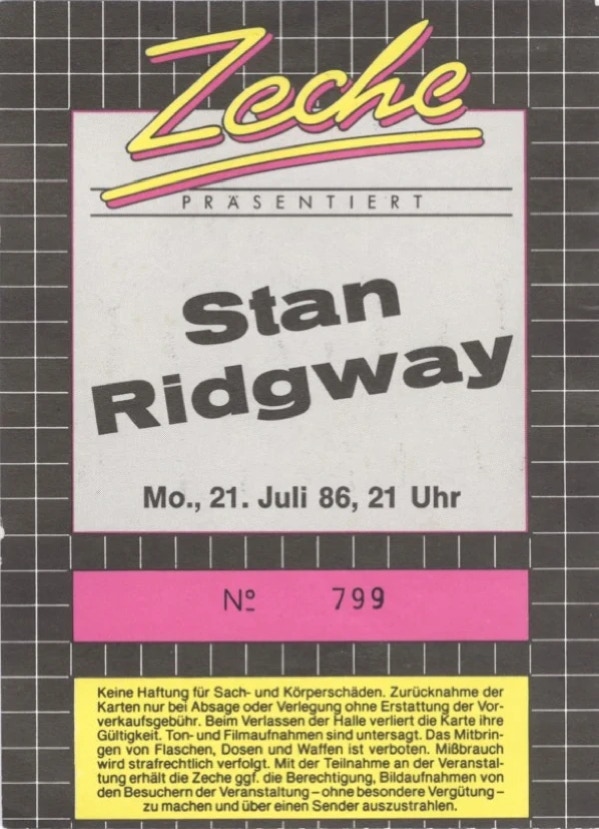 Zeche
PRÄSENTIERT
Stan
Ridgway
Mo., 21. Juli 86, 21 Uhr
Nº 799
Keine Haftung für Sach- und Körperschäden. Zurücknahme der
Karten nur bei Absage oder Verlegung ohne Erstattung der Vor-
verkaufsgebühr. Beim Verlassen der Halle verliert die Karte ihre
Gültigkeit. Ton- und Filmaufnahmen sind untersagt. Das Mitbrin-
gen von Flaschen, Dosen und Waffen ist verboten. Mißbrauch
wird strafrechtlich verfolgt. Mit der Teilnahme an der Veranstal-
tung erhält die Zeche ggf. die Berechtigung, Bildaufnahmen von
den Besuchern der Veranstaltung – ohne besondere Vergütung –
zu machen und über einen Sender auszustrahlen.